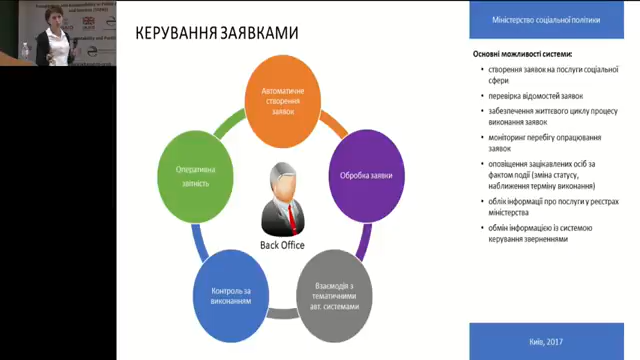 КЕРУВАННЯ ЗАЯВКАМИ
Автоматичне
створення
заявок
Оперативна
звітність
Обробка заявки
Back Office
Контроль за
виконанням
Взаємодія з
тематичними
авт. системами
Міністерство соціальної політики
Основні можливості системи:
• створення заявок на послуги соціальної
сфери
• перевірка відомостей заявок
• забезпечення життєвого циклу процесу
виконання заявок
• моніторинг перебігу опрацювання
заявок
• оповіщення зацікавлених осіб за
фактом події (зміна статусу,
наближення терміну виконання)
• облік інформації про послуги у реєстрах
міністерства
• обмін інформацією із системою
керування зверненнями
Київ, 2017